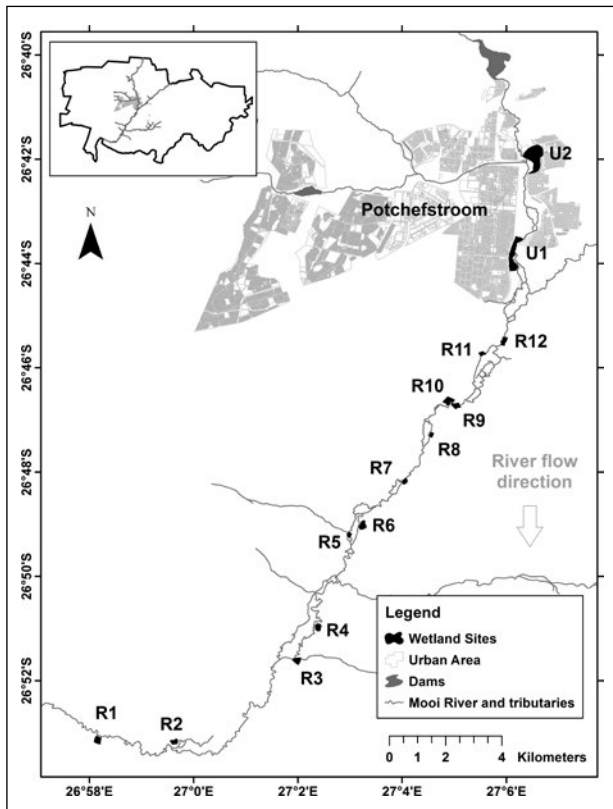 26°40'S
26°42'S
26°44'S
26°46'S
26°48'S
26°50'S
26°52'S
N
U2
Potchefstroom
U1
R12
R11
R10
R9
R8
River flow
direction
R7
R6
R5
R4
R3
R2
R1
Legend
Wetland Sites
Urban Area
Dams
Mooi River and tributaries
0 2 4 Kilometers
26°58'E 27°0'E 27°2'E 27°4'E 27°6'E